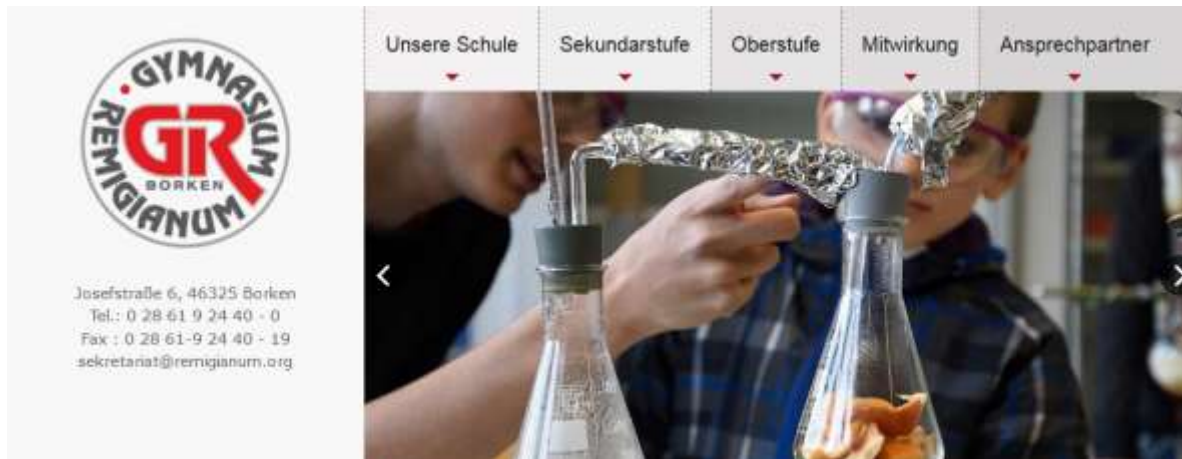 GYMNASIUM
REMIGIANUM
GR
BORKEN
Josefstraße 6, 46325 Borken
Tel.: 0 28 61 9 24 40 - 0
Fax : 0 28 61-9 24 40 - 19
sekretariat@remigianum.org
Unsere Schule
Sekundarstufe
Oberstufe
Mitwirkung
Ansprechpartner